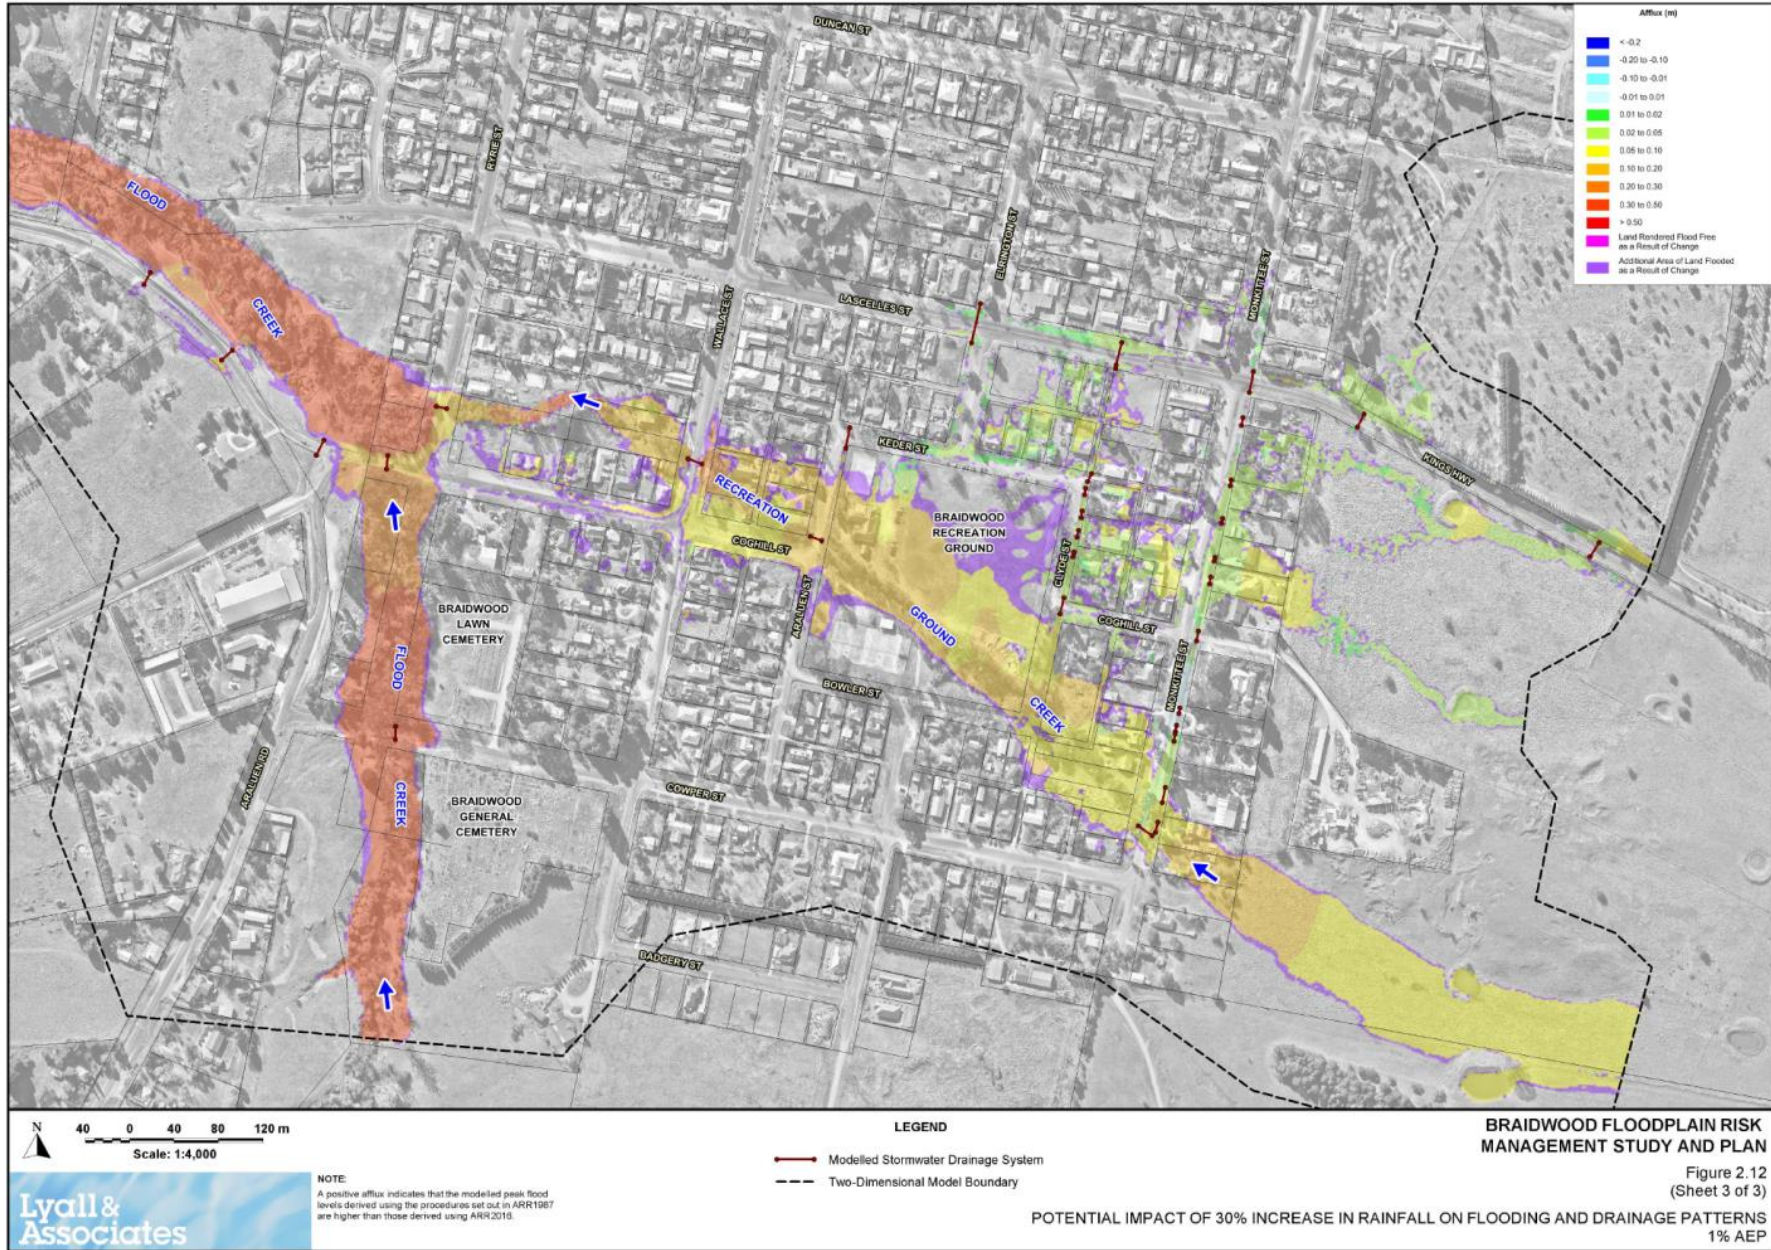 DUNCAN ST
RYRIE ST
WALLACE ST
ELRINGTON ST
MONKITTEE ST
LASCELLES ST
KEDER ST
KINGS HWY
FLOOD
CREEK
RECREATION
COGHILL ST
BRAIDWOOD
RECREATION
GROUND
CLYDE ST
ARALUEN ST
GROUND
COGHILL ST
BRAIDWOOD
LAWN
CEMETERY
FLOOD
BOWLER ST
MONKITTEE ST
CREEK
ARALUEN RD
CREEK
COWPER ST
BRAIDWOOD
GENERAL
CEMETERY
BADGERY ST
Afflux (m)
< -0.2
-0.20 to -0.10
-0.10 to -0.01
-0.01 to 0.01
0.01 to 0.02
0.02 to 0.05
0.05 to 0.10
0.10 to 0.20
0.20 to 0.30
0.30 to 0.50
> 0.50
Land Rendered Flood Free
as a Result of Change
Additional Area of Land Flooded
as a Result of Change
N
40 0 40 80 120 m
Scale: 1:4,000
Lyall &
Associates
NOTE:
A positive afflux indicates that the modelled peak flood
levels derived using the procedures set out in ARR1987
are higher than those derived using ARR2016.
LEGEND
Modelled Stormwater Drainage System
Two-Dimensional Model Boundary
BRAIDWOOD FLOODPLAIN RISK
MANAGEMENT STUDY AND PLAN
Figure 2.12
(Sheet 3 of 3)
POTENTIAL IMPACT OF 30% INCREASE IN RAINFALL ON FLOODING AND DRAINAGE PATTERNS
1% AEP